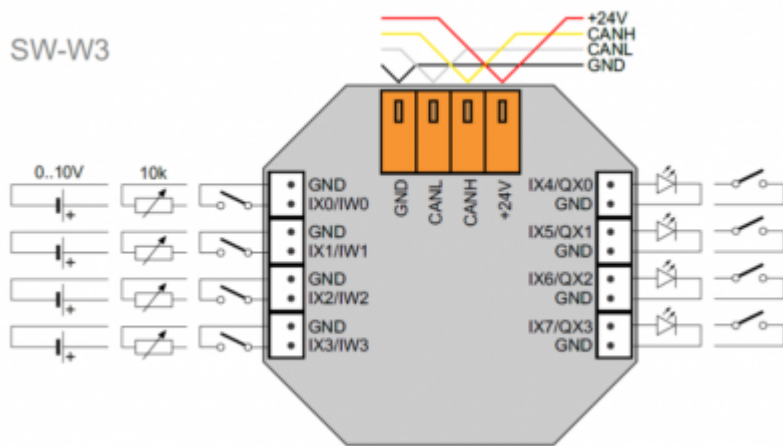 SW-W3
+24V
CANH
CANL
GND
GND
CANL
CANH
+24V
0..10V
10k
GND
IX0/IW0
GND
IX1/IW1
GND
IX2/IW2
GND
IX3/IW3
IX4/QX0
GND
IX5/QX1
GND
IX6/QX2
GND
IX7/QX3
GND
+
+
+
+